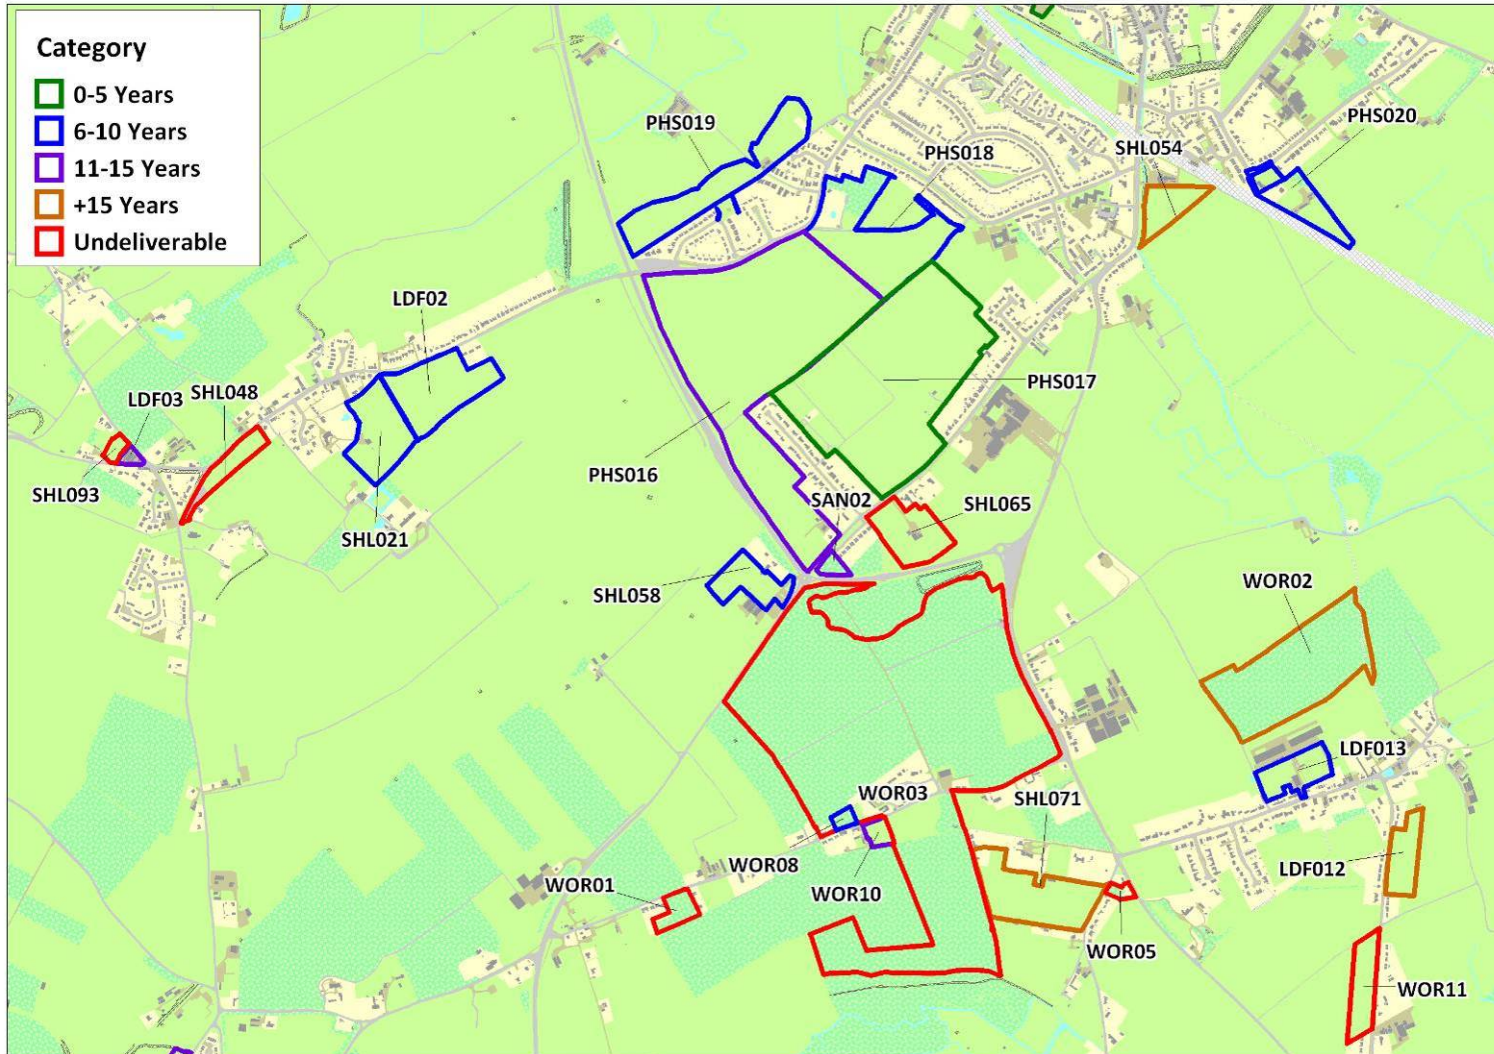 Category
0-5 Years
6-10 Years
11-15 Years
+15 Years
Undeliverable
PHS019
PHS018
SHL054
PHS020
LDF02
LDF03
SHL048
PHS017
PHS016
SHL093
SHL021
SAN02
SHL065
SHL058
WOR02
LDF013
WOR03
SHL071
WOR08
WOR01
WOR10
LDF012
WOR05
WOR11